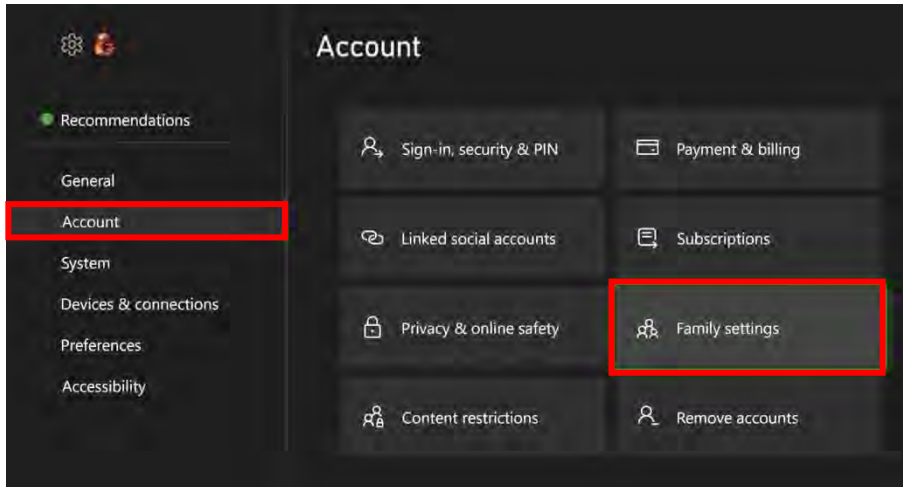 Account
Recommendations
General
Account
System
Devices & connections
Preferences
Accessibility
Sign-in, security & PIN
Payment & billing
Linked social accounts
Subscriptions
Privacy & online safety
Family settings
Content restrictions
Remove accounts